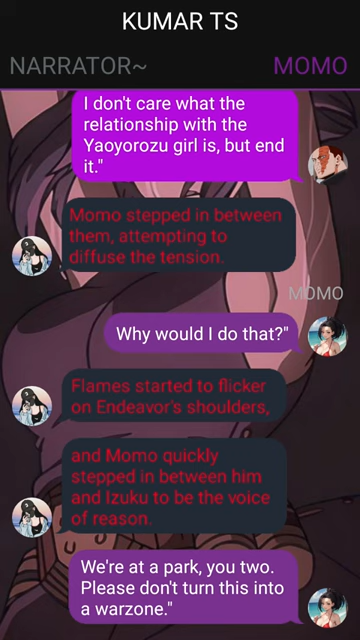 KUMAR TS
NARRATOR~
MOMO
I don't care what the
relationship with the
Yaoyorozu girl is, but end
it."
Momo stepped in between
them, attempting to
diffuse the tension.
MOMO
Why would I do that?"
Flames started to flicker
on Endeavor's shoulders,
and Momo quickly
stepped in between him
and Izuku to be the voice
of reason.
We're at a park, you two.
Please don't turn this into
a warzone."